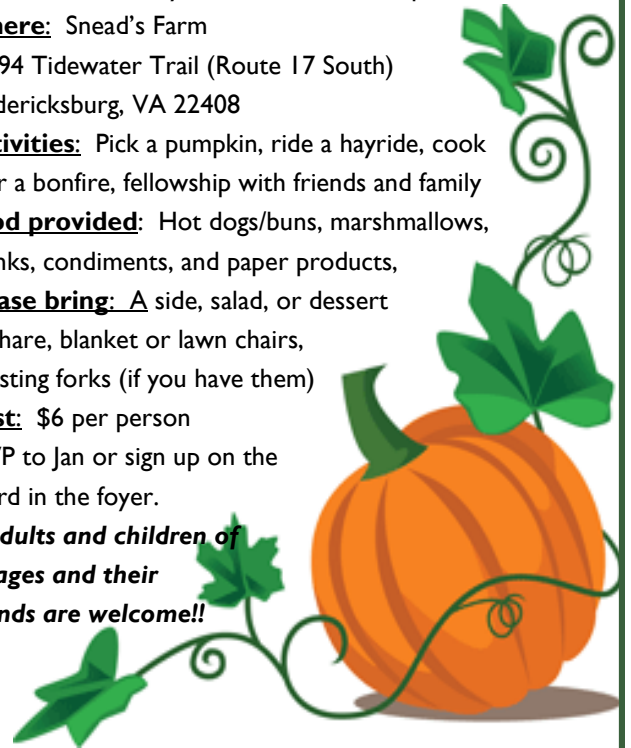 here: Snead's Farm
94 Tidewater Trail (Route 17 South)
dericksburg, VA 22408
tivities: Pick a pumpkin, ride a hayride, cook
r a bonfire, fellowship with friends and family
od provided: Hot dogs/buns, marshmallows,
nks, condiments, and paper products,
ase bring: A side, salad, or dessert
hare, blanket or lawn chairs,
sting forks (if you have them)
st: $6 per person
VP to Jan or sign up on the
rd in the foyer.
dults and children of
ages and their
nds are welcome!!